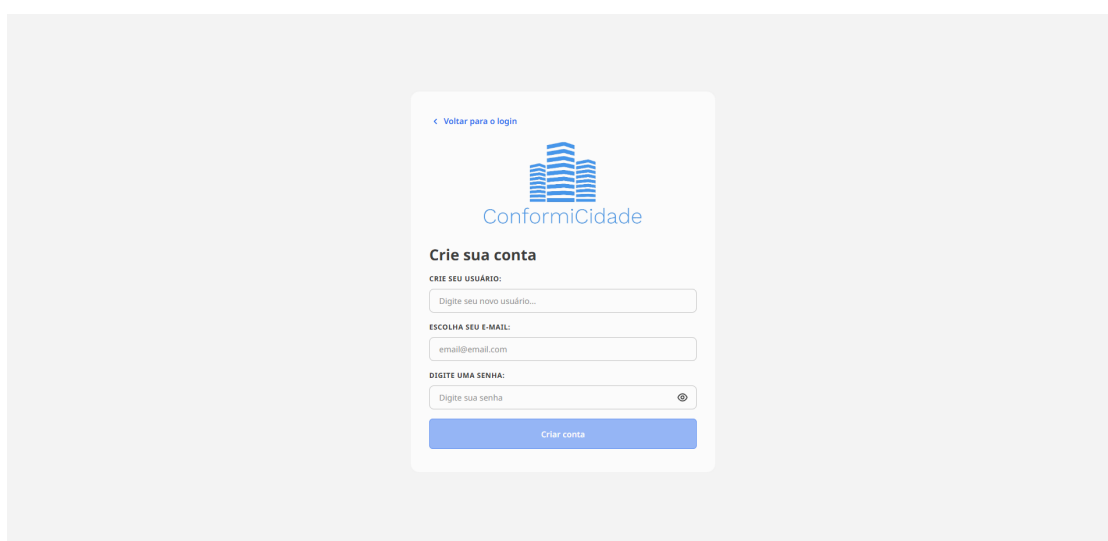 Voltar para o login
ConformiCidade
Crie sua conta
CRIE SEU USUÁRIO:
Digite seu novo usuário...
ESCOLHA SEU E-MAIL:
email@email.com
DIGITE UMA SENHA:
Digite sua senha
Criar conta